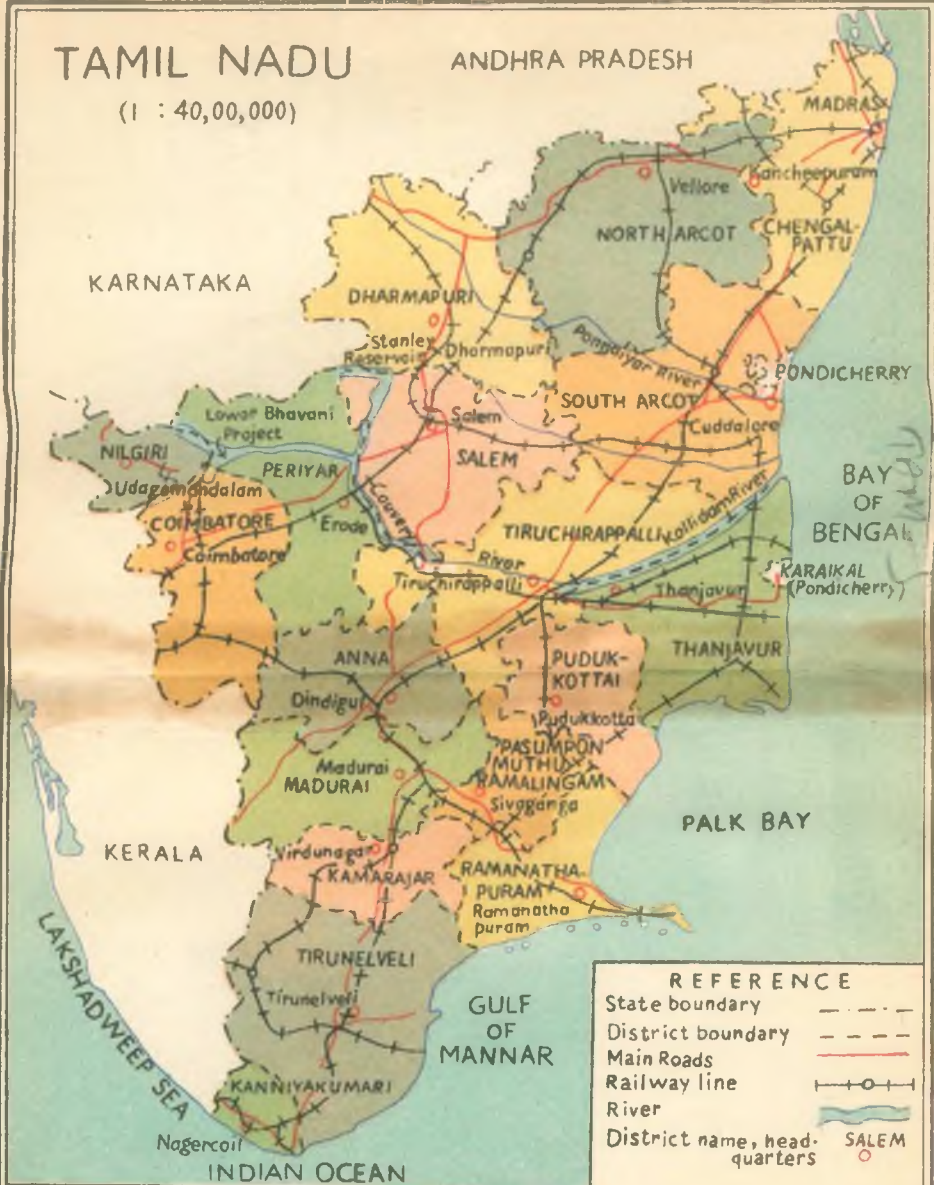 TAMIL NADU
(1 : 40,00,000)
ANDHRA PRADESH
MADRAS
Kancheepuram
Vellore
NORTH ARCOT
CHENGAL-
PATTU
KARNATAKA
DHARMAPURI
Stanley
Reservoir
Dharmapuri
Ponnaiyar River
PONDICHERRY
SOUTH ARCOT
Cuddalore
Lower Bhavani
Project
Salem
SALEM
NILGIRI
PERIYAR
Udagamandalam
COIMBATORE
Coimbatore
Erode
Cauvery
River
TIRUCHIRAPPALLI
Kollidam River
BAY
OF
BENGAL
Tiruchirappalli
Thanjavur
KARAIKAL
(Pondicherry)
THANJAVUR
ANNA
Dindigul
PUDUK-
KOTTAI
Pudukkotta
PASUMPON
MUTHU
RAMALINGAM
Sivaganga
Madurai
MADURAI
PALK BAY
KERALA
Virdunagar
KAMARAJAR
RAMANATHA-
PURAM
Ramanatha
puram
LAKSHADWEEP SEA
TIRUNELVELI
Tirunelveli
GULF
OF
MANNAR
KANNIYAKUMARI
Nagercoil
INDIAN OCEAN
REFERENCE
State boundary
District boundary
Main Roads
Railway line
River
District name, head-
quarters
SALEM